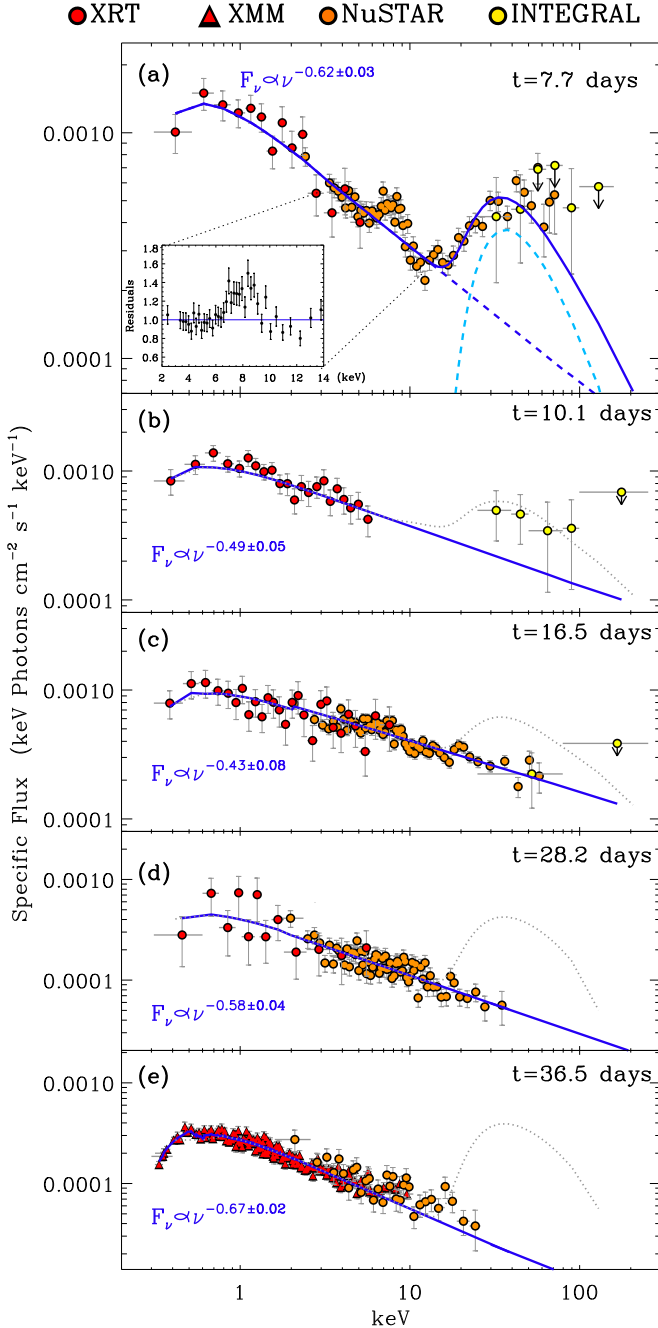 XRT XMM NuSTAR INTEGRAL
(a) F_ν∝ν^−0.62±0.03 t=7.7 days
0.0010
0.0001
Residuals
1.8
1.6
1.4
1.2
1.0
0.8
0.6
2 4 6 8 10 12 14 (keV)
(b) t=10.1 days
0.0010
F_ν∝ν^−0.49±0.05
0.0001
(c) t=16.5 days
0.0010
F_ν∝ν^−0.43±0.08
0.0001
(d) t=28.2 days
0.0010
0.0001
F_ν∝ν^−0.58±0.04
(e) t=36.5 days
0.0010
0.0001
F_ν∝ν^−0.67±0.02
1 10 100
keV
Specific Flux (keV Photons cm⁻² s⁻¹ keV⁻¹)